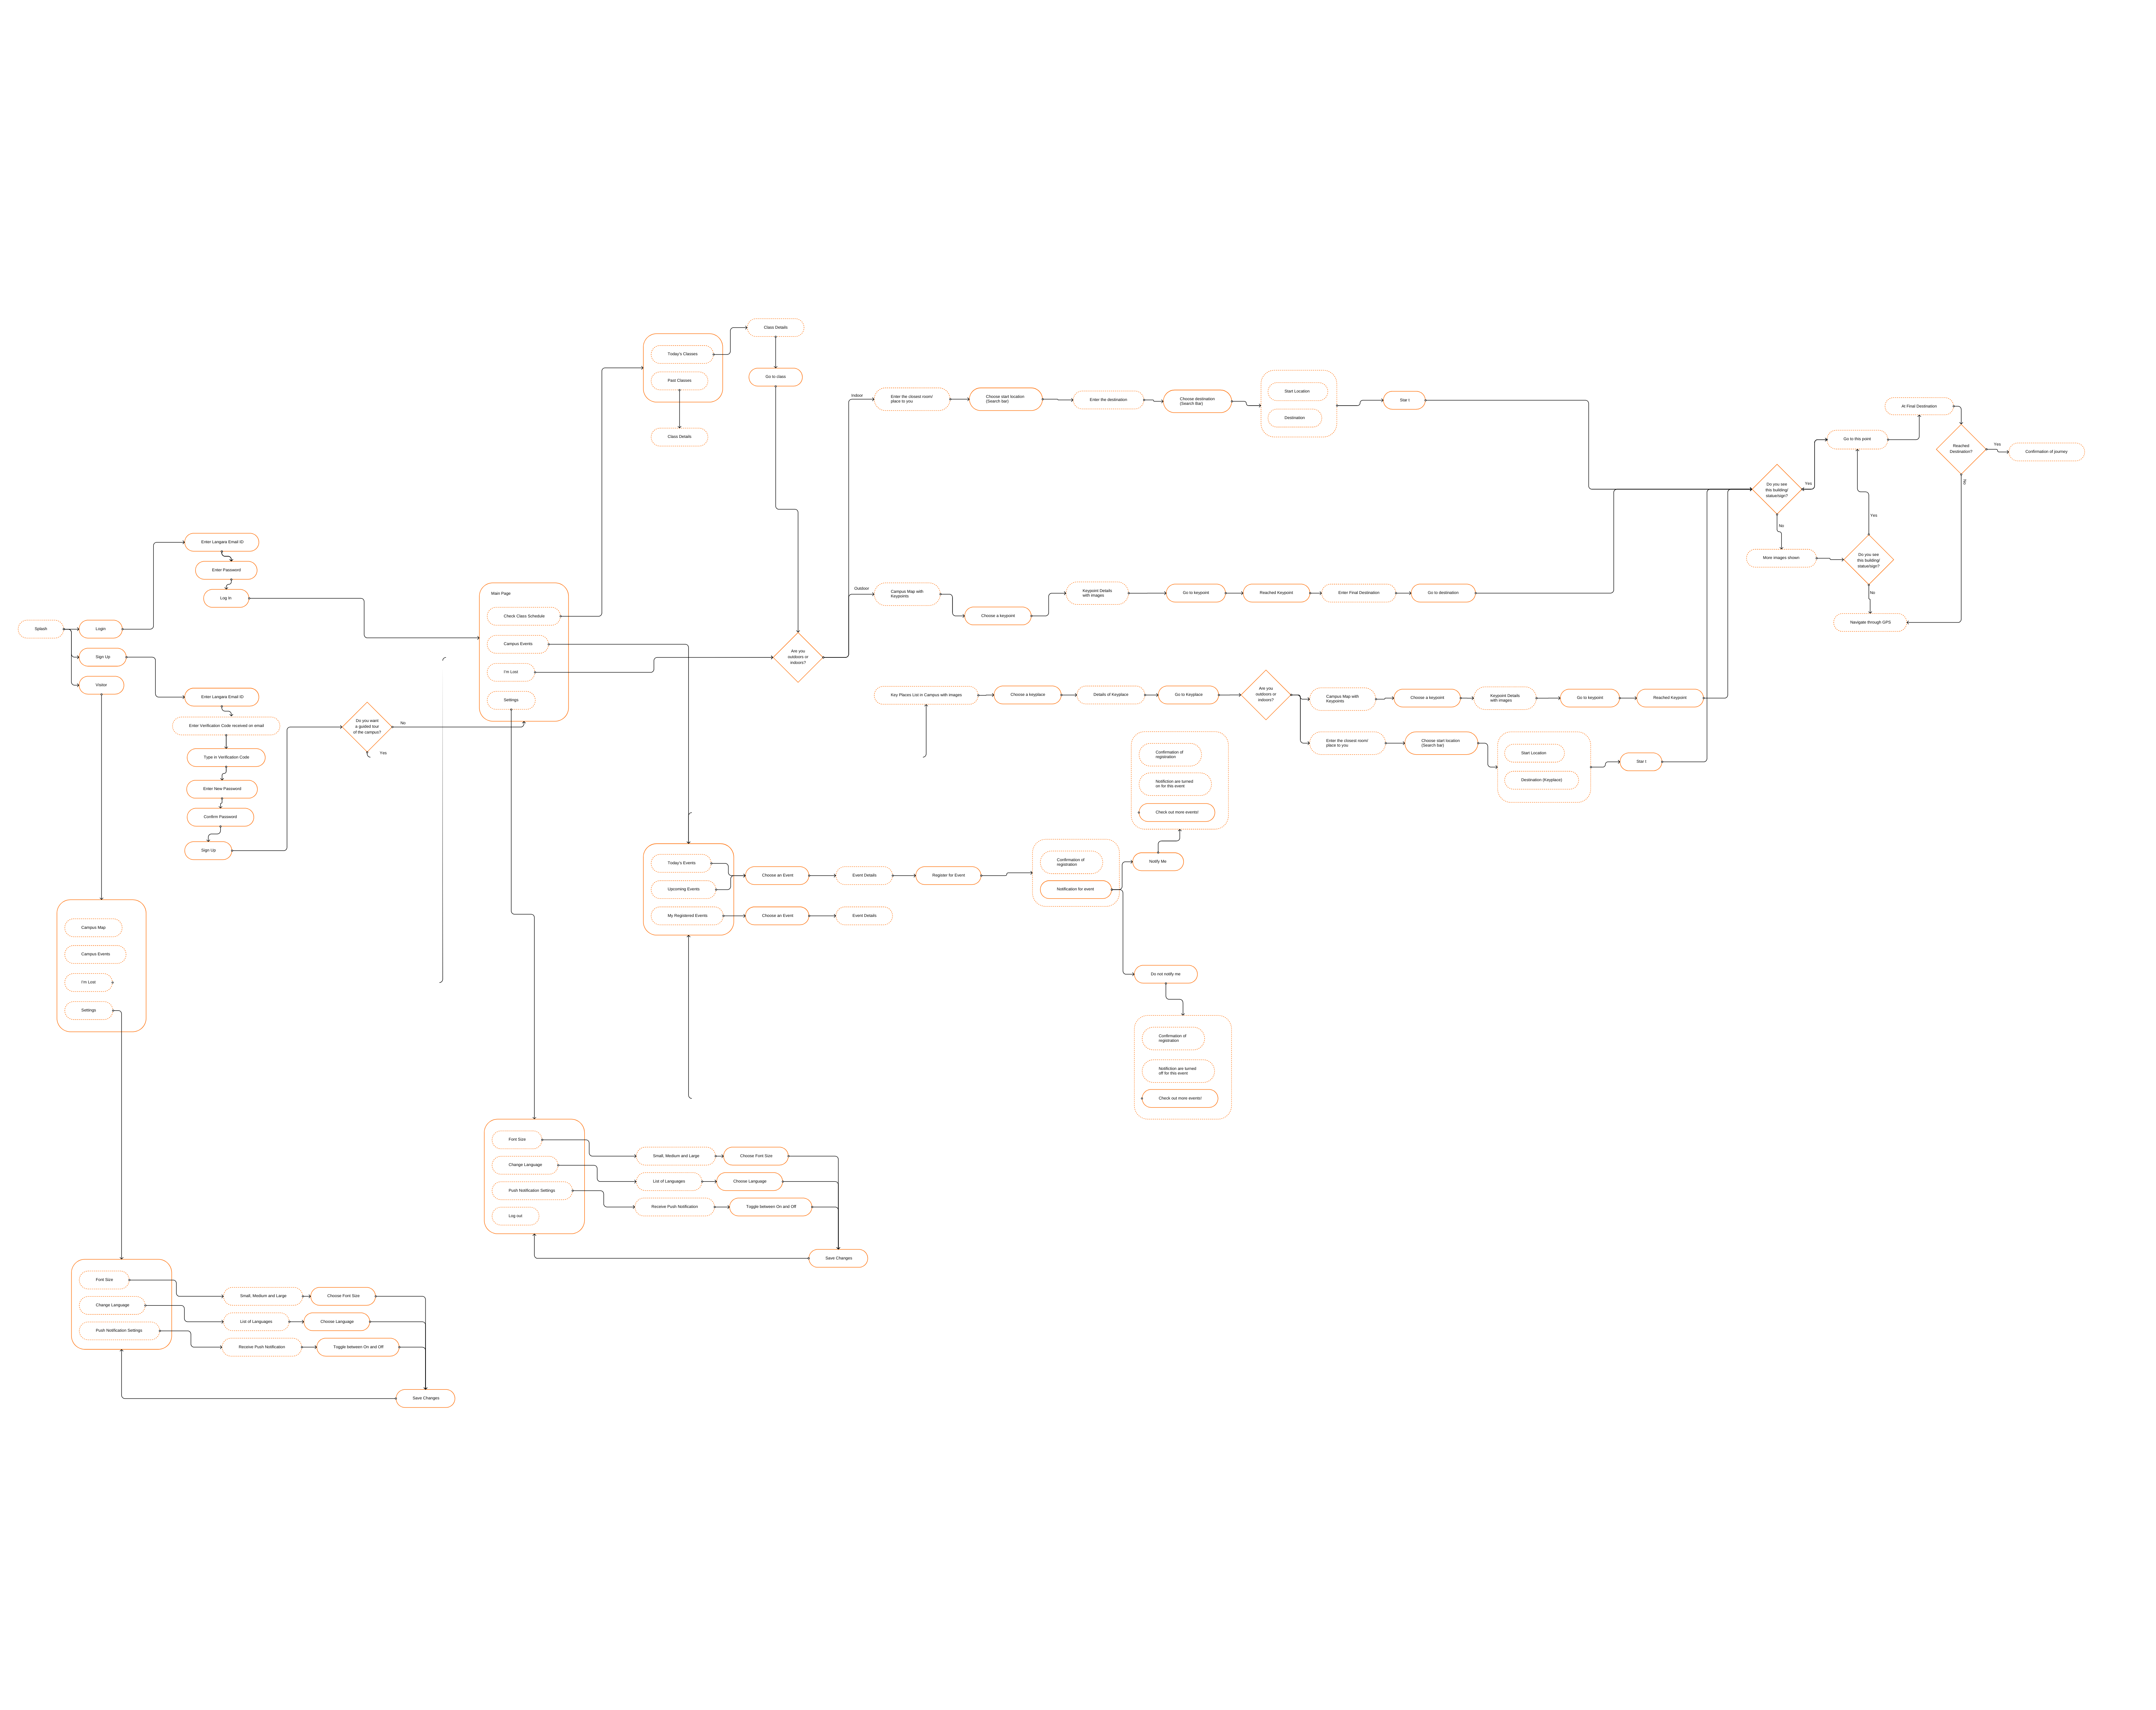 Splash
Login
Sign Up
Visitor
Enter Langara Email ID
Enter Password
Log In
Enter Langara Email ID
Enter Verification Code received on email
Type in Verification Code
Enter New Password
Confirm Password
Sign Up
Do you want
a guided tour
of the campus?
No
Yes
Main Page
Check Class Schedule
Campus Events
I'm Lost
Settings
Today's Classes
Past Classes
Class Details
Class Details
Go to class
Are you
outdoors or
indoors?
Indoor
Enter the closest room/
place to you
Choose start location
(Search bar)
Enter the destination
Choose destination
(Search Bar)
Start Location
Destination
Star t
Outdoor
Campus Map with
Keypoints
Choose a keypoint
Keypoint Details
with images
Go to keypoint
Reached Keypoint
Enter Final Destination
Go to destination
Do you see
this building/
statue/sign?
Yes
No
More images shown
Do you see
this building/
statue/sign?
Yes
No
Navigate through GPS
Go to this point
At Final Destination
Reached
Destination?
Yes
No
Confirmation of journey
Key Places List in Campus with images
Choose a keyplace
Details of Keyplace
Go to Keyplace
Are you
outdoors or
indoors?
Campus Map with
Keypoints
Choose a keypoint
Keypoint Details
with images
Go to keypoint
Reached Keypoint
Enter the closest room/
place to you
Choose start location
(Search bar)
Start Location
Destination (Keyplace)
Star t
Confirmation of
registration
Notifiction are turned
on for this event
Check out more events!
Today's Events
Upcoming Events
My Registered Events
Choose an Event
Event Details
Register for Event
Choose an Event
Event Details
Confirmation of
registration
Notification for event
Notify Me
Do not notify me
Confirmation of
registration
Notifiction are turned
off for this event
Check out more events!
Campus Map
Campus Events
I'm Lost
Settings
Font Size
Change Language
Push Notification Settings
Log out
Small, Medium and Large
Choose Font Size
List of Languages
Choose Language
Receive Push Notification
Toggle between On and Off
Save Changes
Font Size
Change Language
Push Notification Settings
Small, Medium and Large
Choose Font Size
List of Languages
Choose Language
Receive Push Notification
Toggle between On and Off
Save Changes